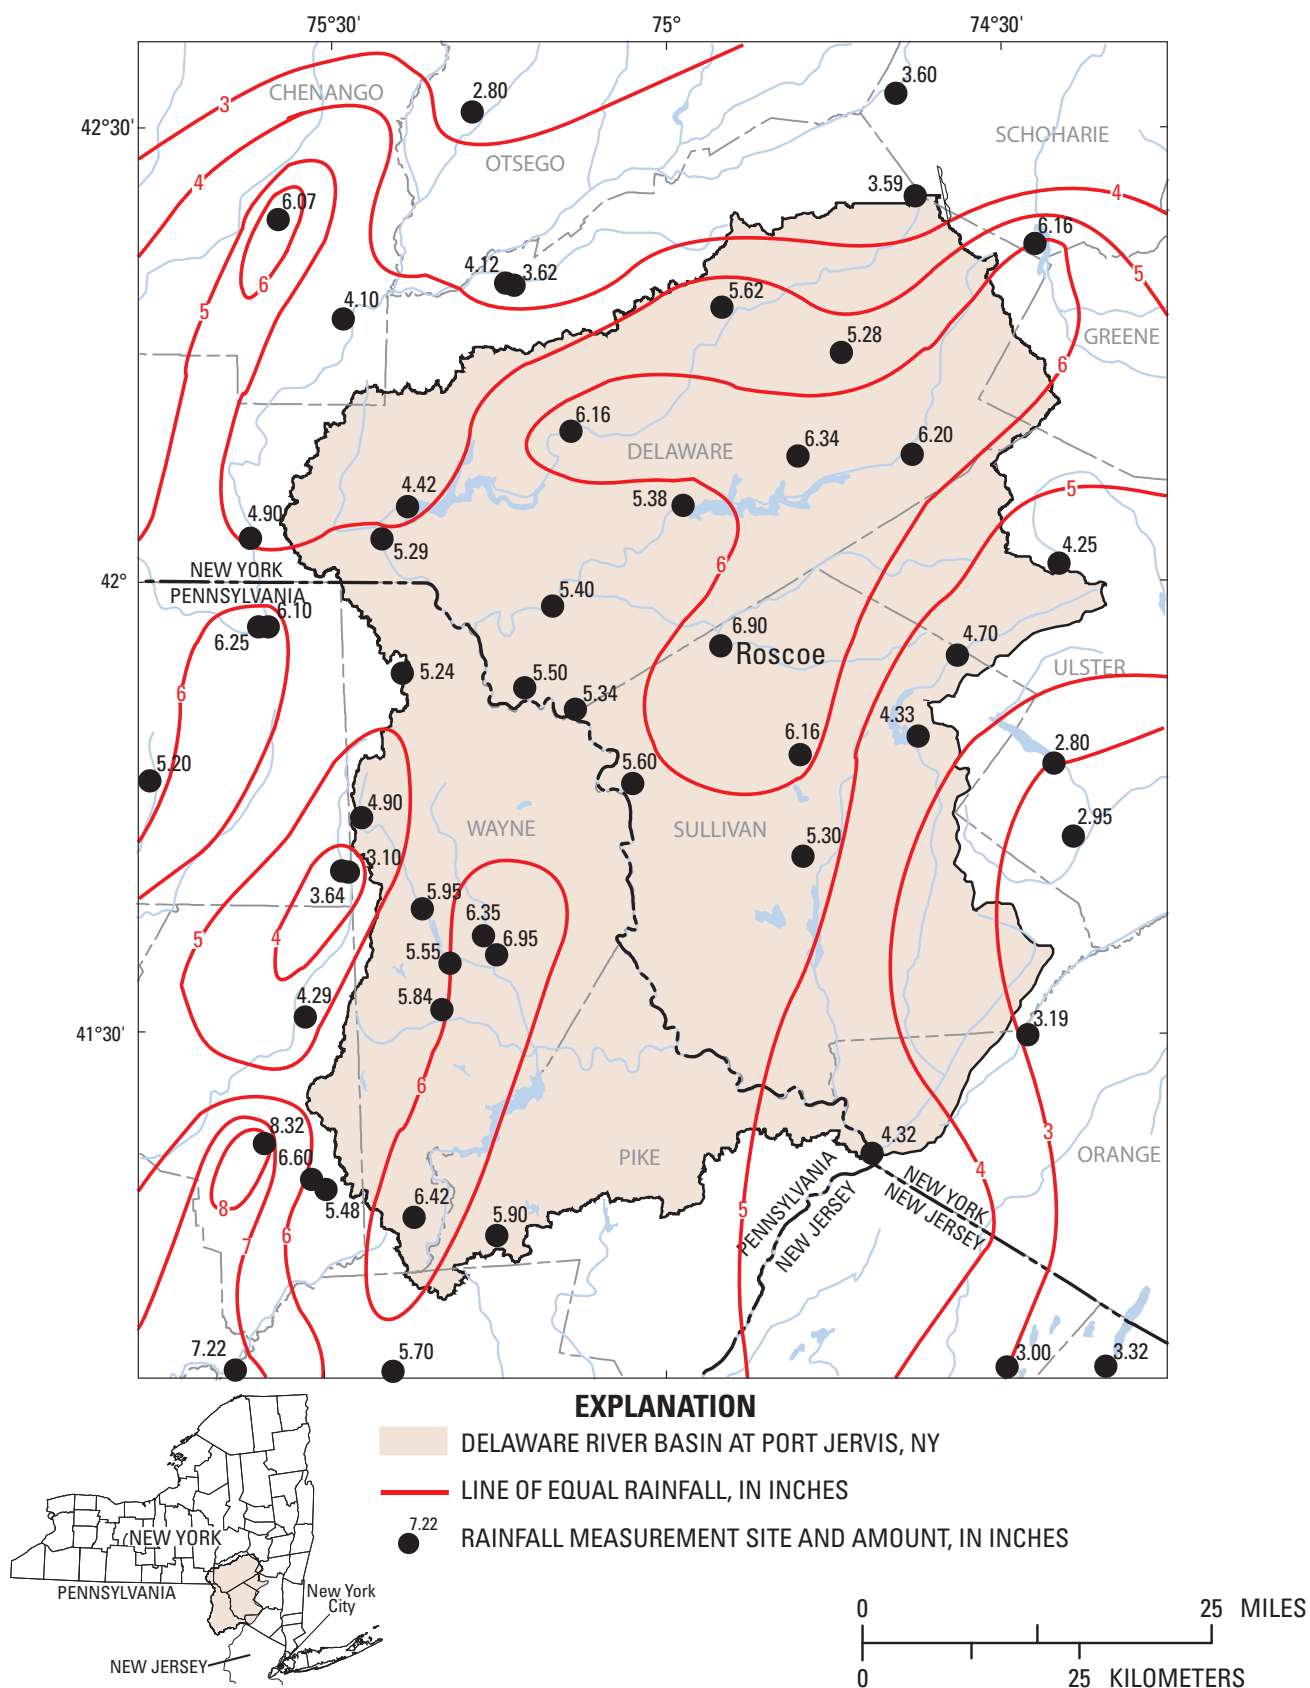 75°30'
75°
74°30'
3.60
3
CHENANGO
2.80
42°30'
SCHOHARIE
OTSEGO
3.59
4
4
6.07
6.16
4.12
3.62
5
6
4.10
5
5.62
5.28
GREENE
6
6.16
6.20
6.34
DELAWARE
4.42
5.38
5
4.90
5.29
4.25
NEW YORK
6
42°
PENNSYLVANIA
6.10
5.40
6.25
6.90
4.70
Roscoe
5.24
5.50
ULSTER
6
5.34
4.33
6.16
2.80
5.20
5.60
4.90
2.95
WAYNE
SULLIVAN
5.30
3.10
3.64
5.95
6.35
5
4
6.95
5.55
4.29
5.84
3.19
41°30'
6
8.32
4.32
3
6.60
PIKE
ORANGE
4
PENNSYLVANIA
NEW JERSEY
NEW YORK
NEW JERSEY
5.48
6.42
5.90
8
5
6
7
7.22
5.70
3.00
3.32
EXPLANATION
DELAWARE RIVER BASIN AT PORT JERVIS, NY
LINE OF EQUAL RAINFALL, IN INCHES
7.22
RAINFALL MEASUREMENT SITE AND AMOUNT, IN INCHES
NEW YORK
PENNSYLVANIA
New York
City
NEW JERSEY
0
25 MILES
0
25 KILOMETERS